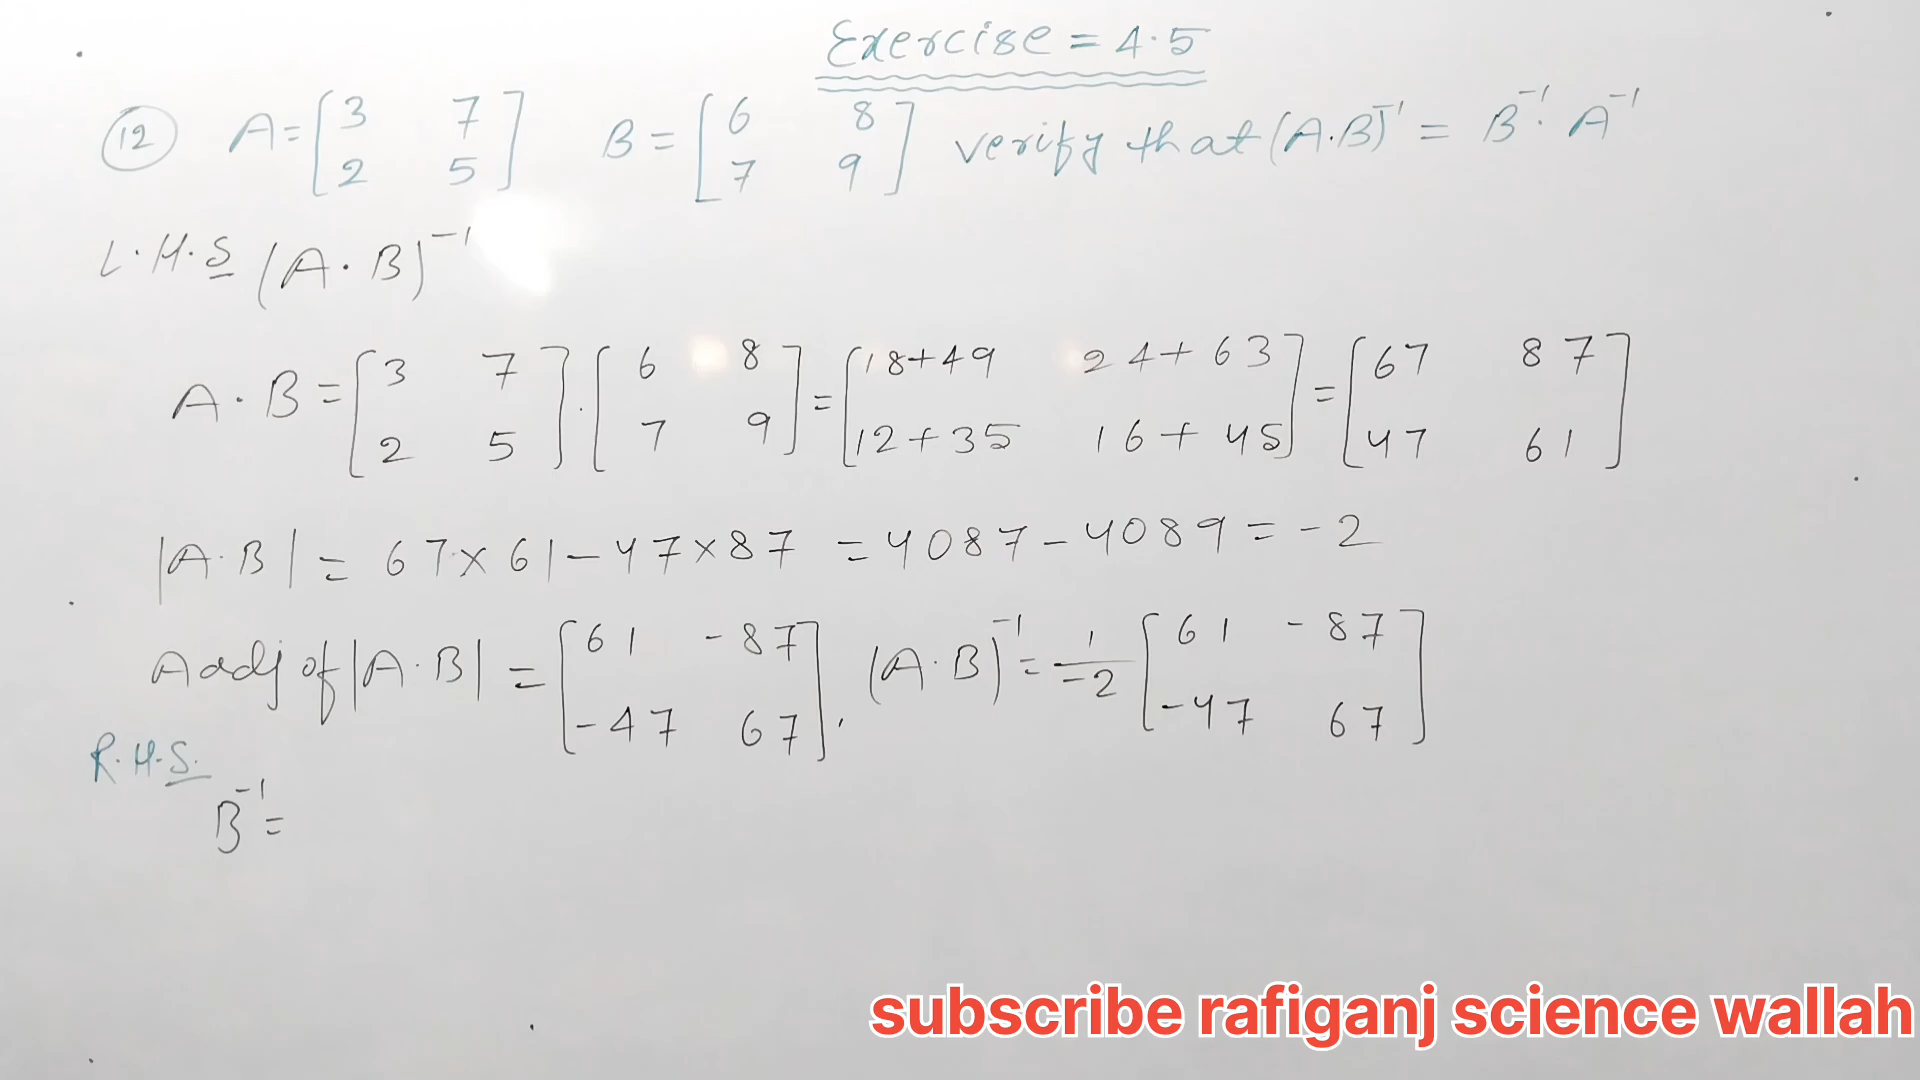 Exercise = 4.5
(12) A = [3 7; 2 5] B = [6 8; 7 9] verify that (A.B)⁻¹ = B⁻¹. A⁻¹
L.H.S (A.B)⁻¹
A.B = [3 7; 2 5].[6 8; 7 9] = [18+49 24+63; 12+35 16+45] = [67 87; 47 61]
|A.B| = 67×61-47×87 = 4087-4089 = -2
A adj of |A.B| = [61 -87; -47 67], (A.B)⁻¹ = 1/-2 [61 -87; -47 67]
R.H.S.
B⁻¹ =
subscribe rafiganj science wallah